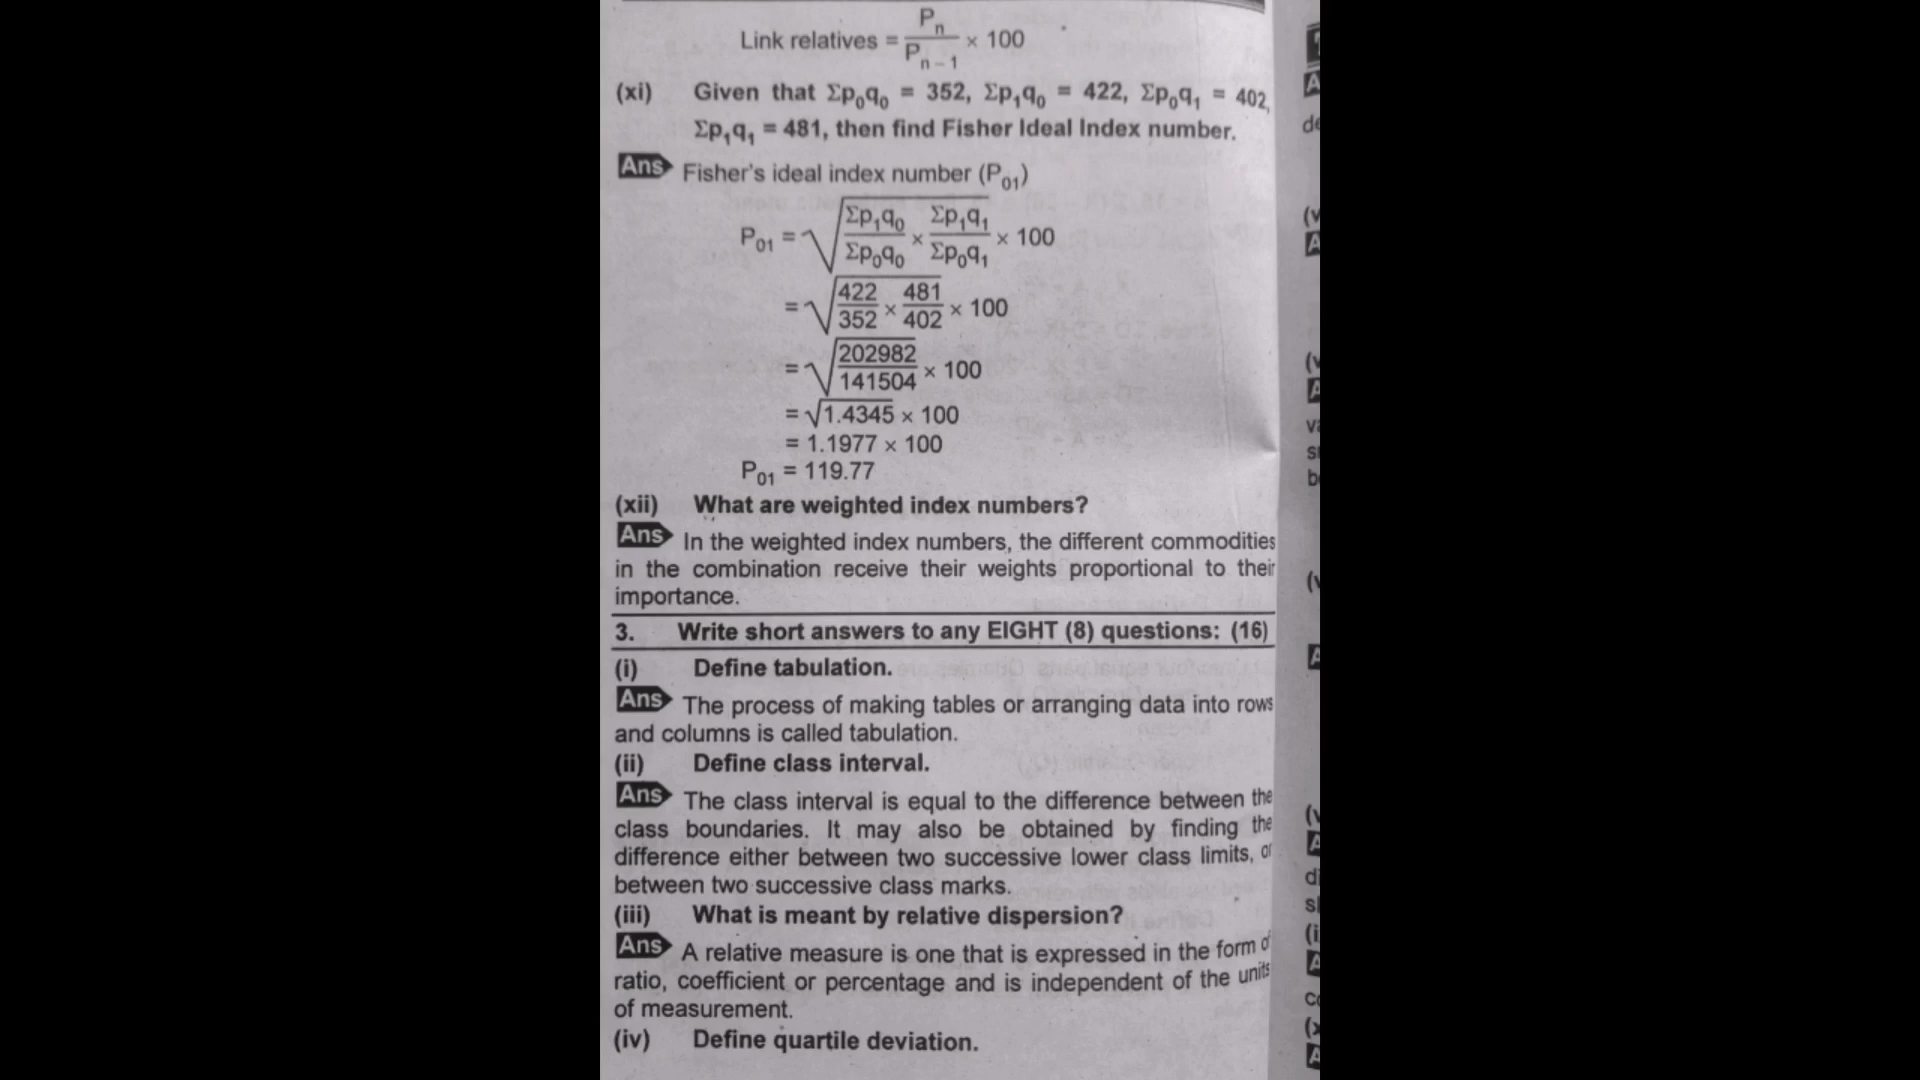 Link relatives = Pn / Pn – 1 × 100
(xi) Given that Σp0q0 = 352, Σp1q0 = 422, Σp0q1 = 402,
Σp1q1 = 481, then find Fisher Ideal Index number.
Ans Fisher's ideal index number (P01)
P01 = √(Σp1q0 / Σp0q0 × Σp1q1 / Σp0q1) × 100
= √(422 / 352 × 481 / 402) × 100
= √(202982 / 141504) × 100
= √1.4345 × 100
= 1.1977 × 100
P01 = 119.77
(xii) What are weighted index numbers?
Ans In the weighted index numbers, the different commodities
in the combination receive their weights proportional to their
importance.
3. Write short answers to any EIGHT (8) questions: (16)
(i) Define tabulation.
Ans The process of making tables or arranging data into rows
and columns is called tabulation.
(ii) Define class interval.
Ans The class interval is equal to the difference between the
class boundaries. It may also be obtained by finding the
difference either between two successive lower class limits, or
between two successive class marks.
(iii) What is meant by relative dispersion?
Ans A relative measure is one that is expressed in the form of
ratio, coefficient or percentage and is independent of the units
of measurement.
(iv) Define quartile deviation.